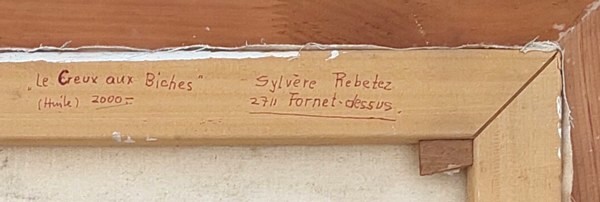 "Le Creux aux Biches"
(Huile) 2000.-
Sylvère Rebetez
2711 Fornet-dessus.